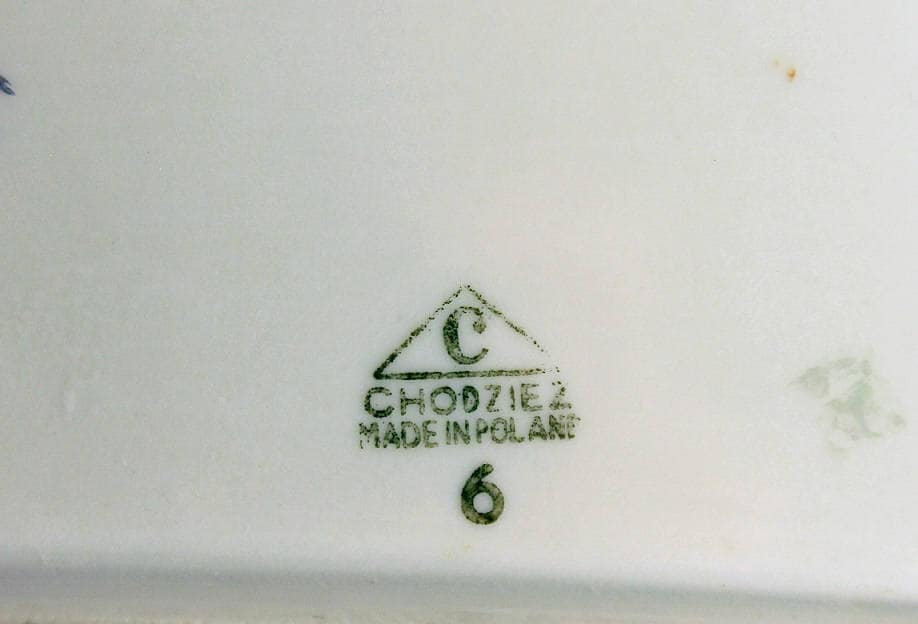 C
CHODZIEŻ
MADE IN POLAND
6